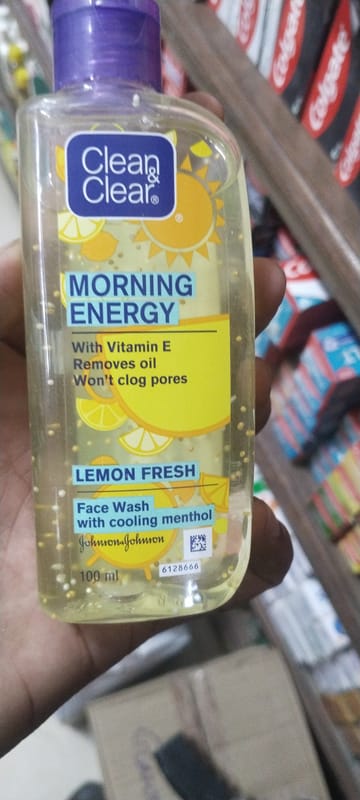 Clean
&
Clear®
®
MORNING
ENERGY
With Vitamin E
Removes oil
Won't clog pores
LEMON FRESH
Face Wash
with cooling menthol
Johnson&Johnson
100 ml
6128666
Colgate
Colgate
Colgate